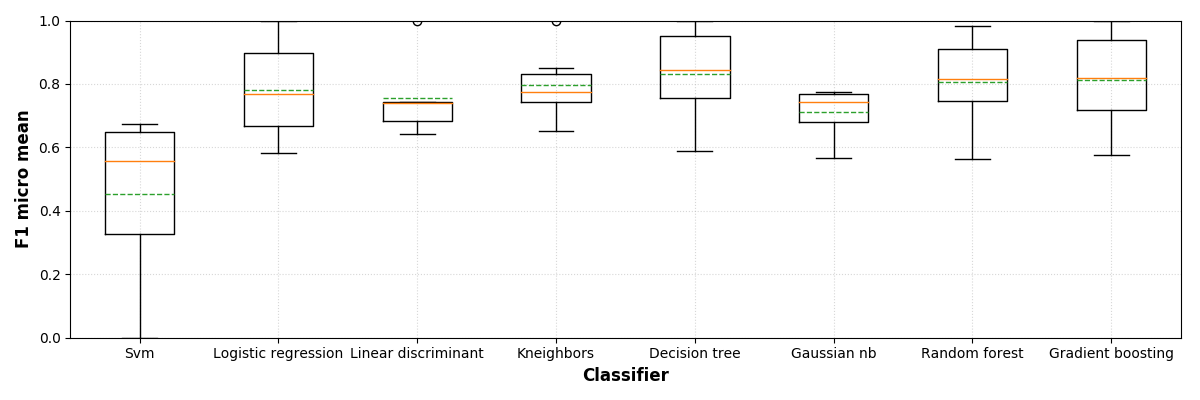 F1 micro mean
1.0
0.8
0.6
0.4
0.2
0.0
Svm Logistic regression Linear discriminant Kneighbors Decision tree Gaussian nb Random forest Gradient boosting
Classifier